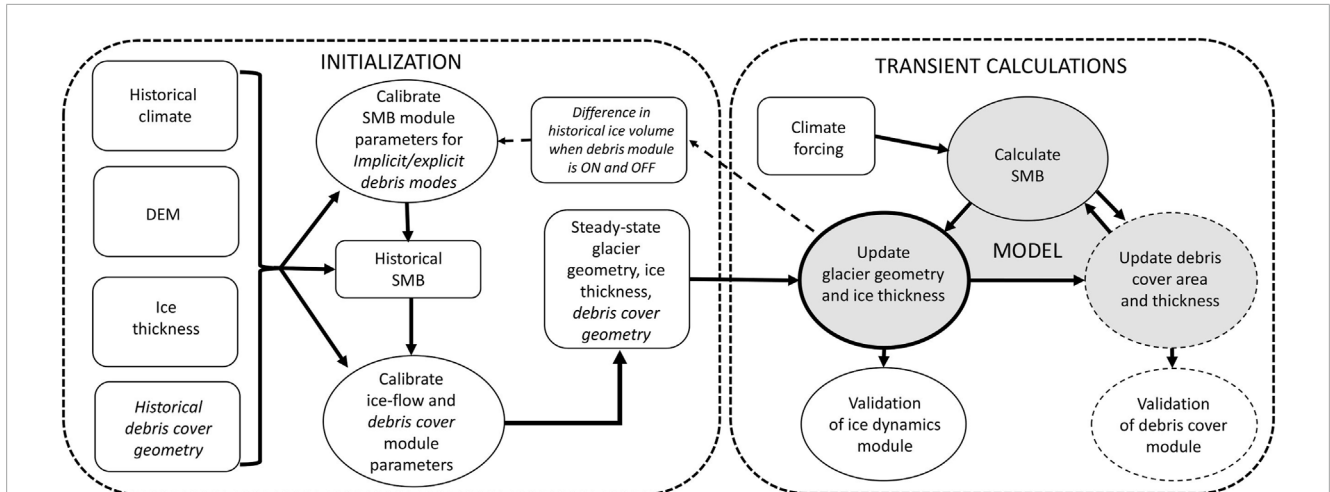 INITIALIZATION
Historical
climate
DEM
Ice
thickness
Historical
debris cover
geometry
Calibrate
SMB module
parameters for
Implicit/explicit
debris modes
Historical
SMB
Calibrate
ice-flow and
debris cover
module
parameters
Difference in
historical ice volume
when debris module
is ON and OFF
Steady-state
glacier
geometry, ice
thickness,
debris cover
geometry
TRANSIENT CALCULATIONS
Climate
forcing
Calculate
SMB
MODEL
Update
glacier geometry
and ice thickness
Update debris
cover area
and thickness
Validation
of ice dynamics
module
Validation
of debris cover
module